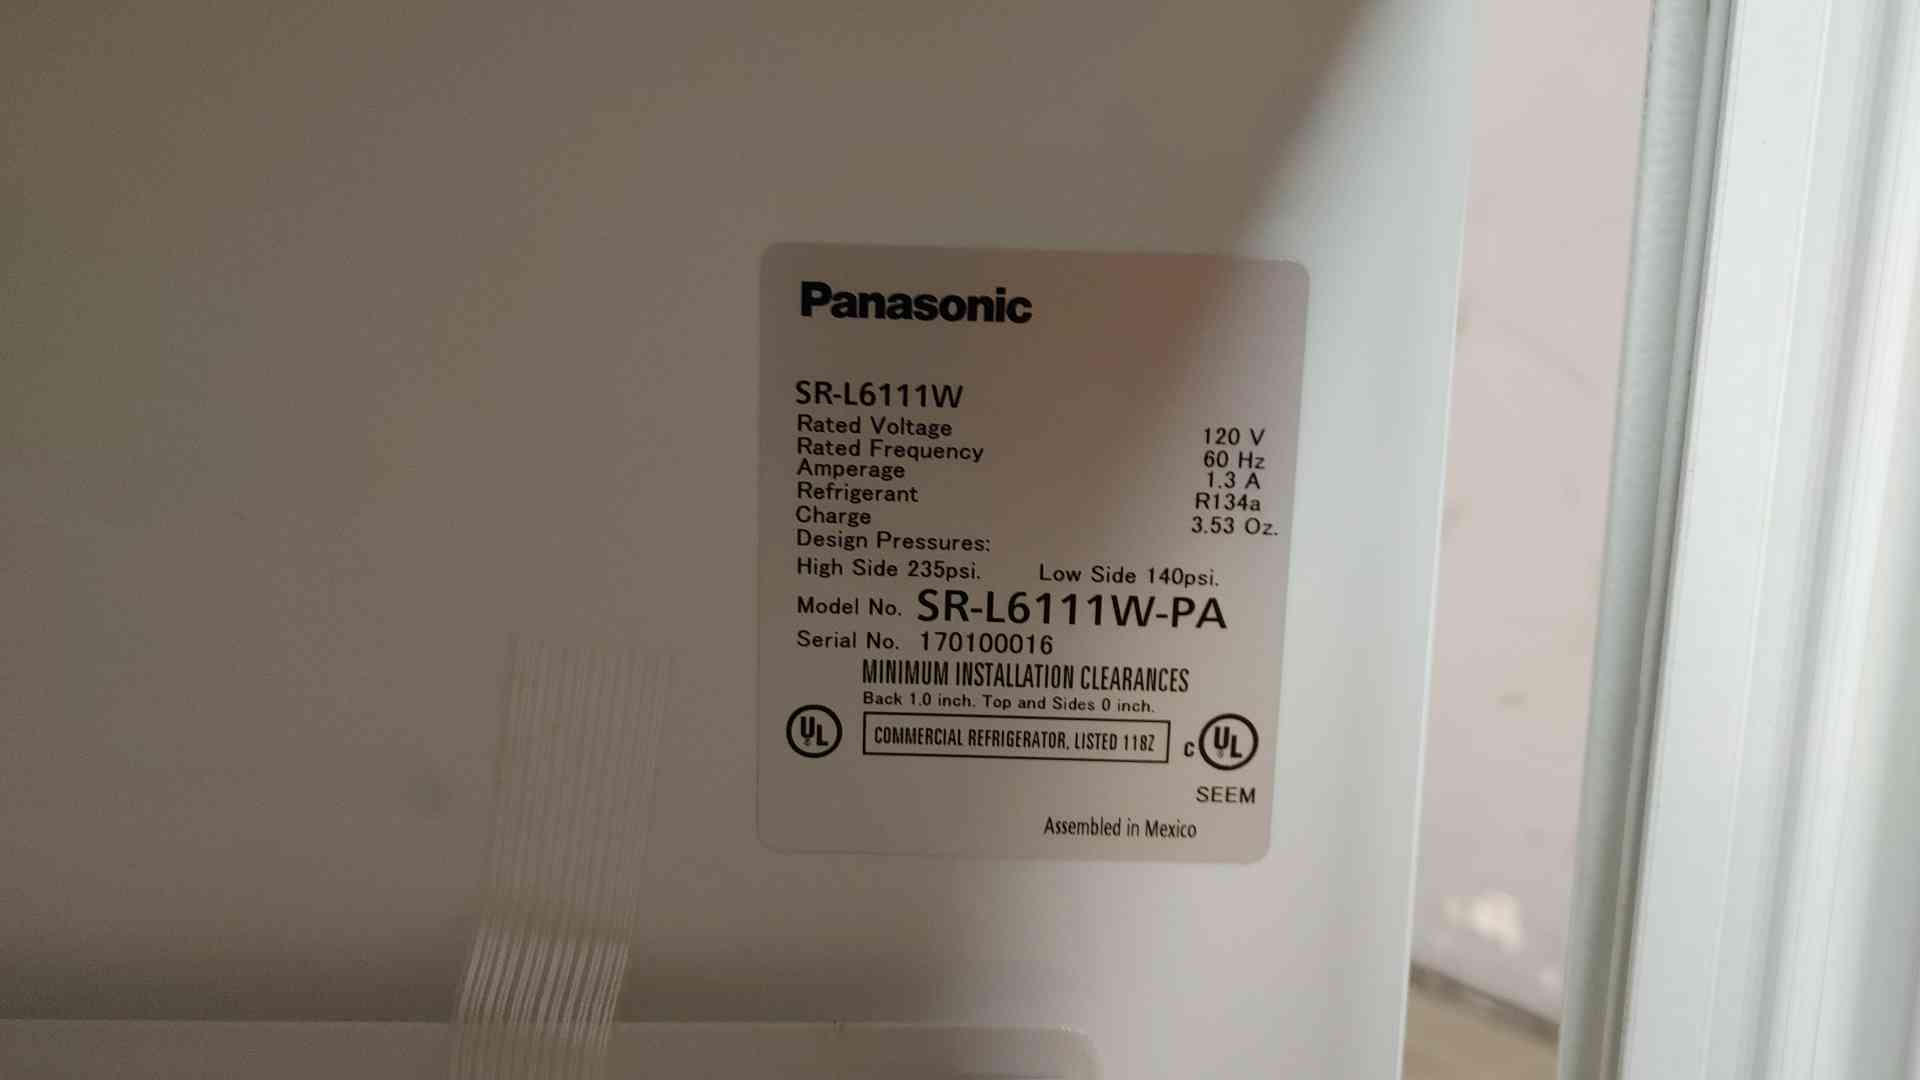 Panasonic
SR-L6111W
Rated Voltage 120 V
Rated Frequency 60 Hz
Amperage 1.3 A
Refrigerant R134a
Charge 3.53 Oz.
Design Pressures:
High Side 235psi. Low Side 140psi.
Model No. SR-L6111W-PA
Serial No. 170100016
MINIMUM INSTALLATION CLEARANCES
Back 1.0 inch. Top and Sides 0 inch.
UL COMMERCIAL REFRIGERATOR, LISTED 118Z c UL
SEEM
Assembled in Mexico